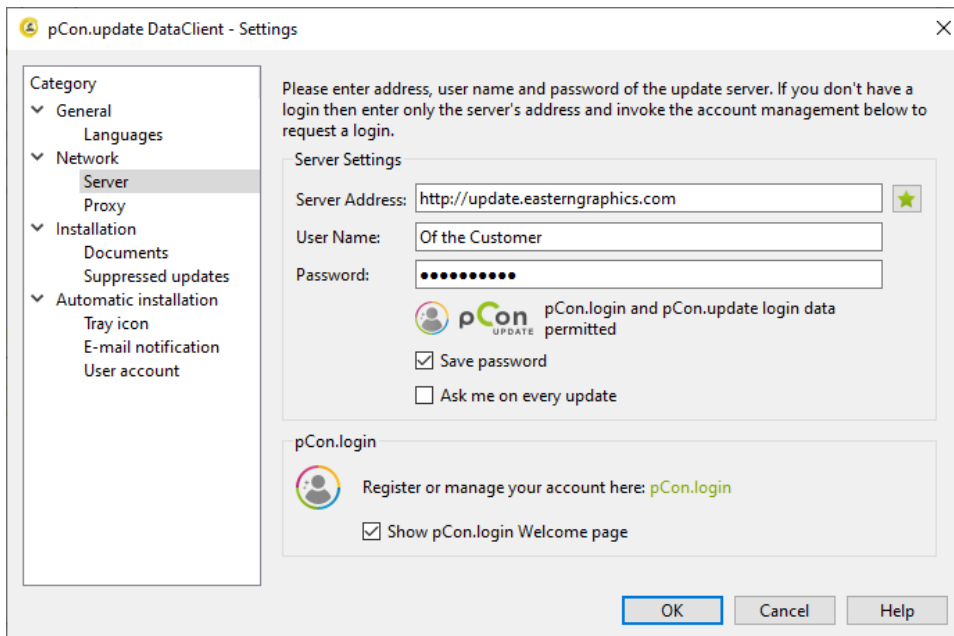 pCon.update DataClient - Settings
Category
General
Languages
Network
Server
Proxy
Installation
Documents
Suppressed updates
Automatic installation
Tray icon
E-mail notification
User account
Please enter address, user name and password of the update server. If you don't have a
login then enter only the server's address and invoke the account management below to
request a login.
Server Settings
Server Address: http://update.easterngraphics.com
User Name: Of the Customer
Password: ●●●●●●●●●●
pCon UPDATE
pCon.login and pCon.update login data
permitted
Save password
Ask me on every update
pCon.login
Register or manage your account here: pCon.login
Show pCon.login Welcome page
OK Cancel Help